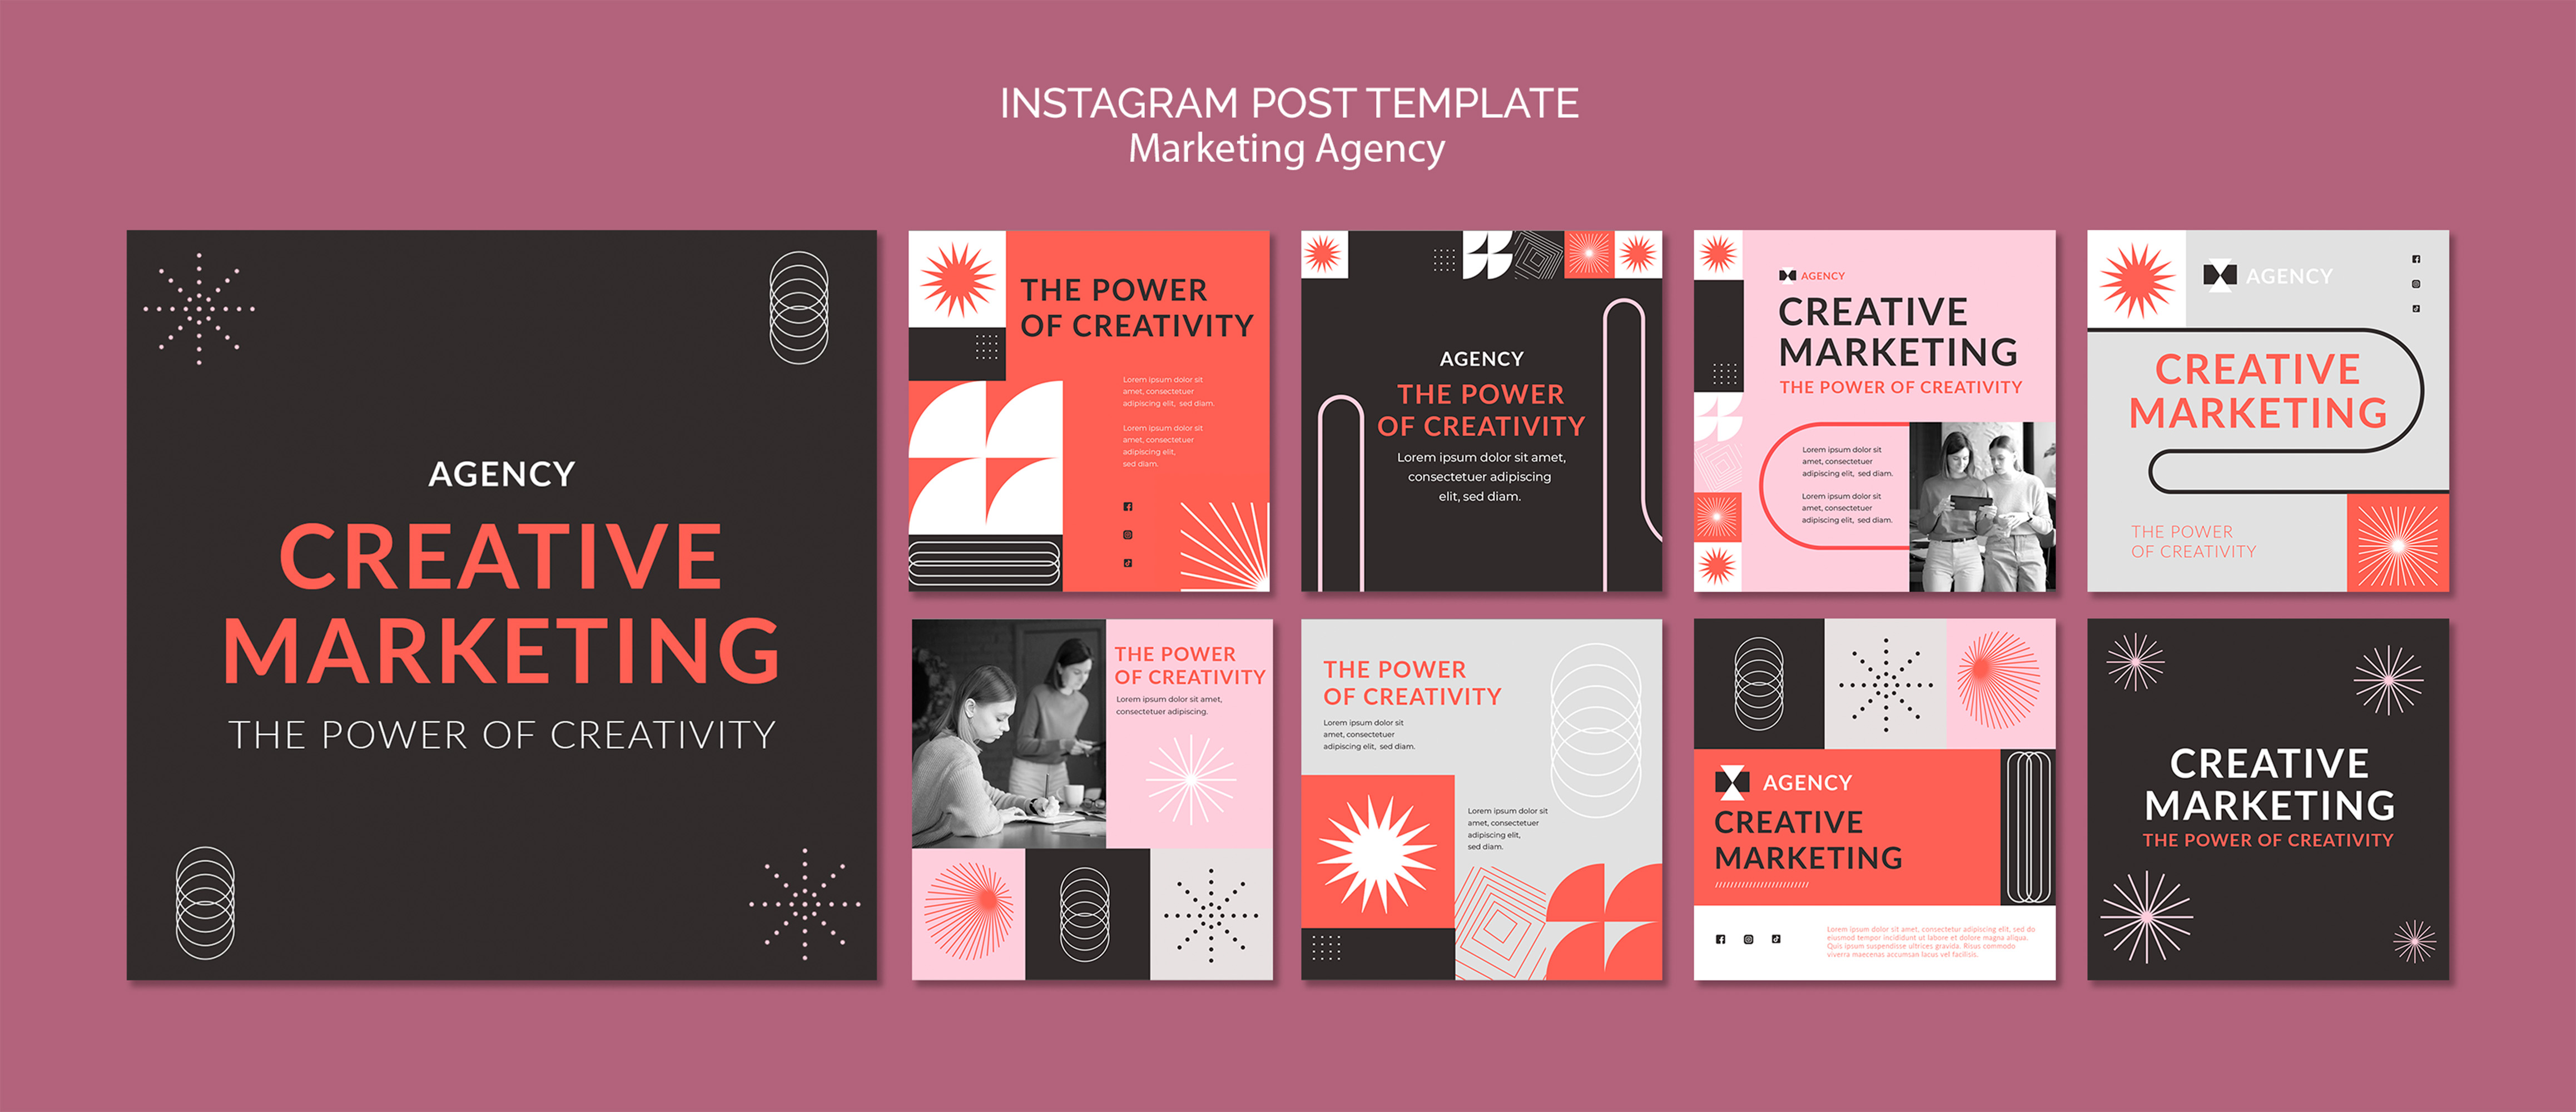 INSTAGRAM POST TEMPLATE
Marketing Agency
AGENCY
CREATIVE
MARKETING
THE POWER OF CREATIVITY
THE POWER
OF CREATIVITY
Lorem ipsum dolor sit
amet, consectetuer
adipiscing elit, sed diam.
Lorem ipsum dolor sit
amet, consectetuer
adipiscing elit,
sed diam.
AGENCY
THE POWER
OF CREATIVITY
Lorem ipsum dolor sit amet,
consectetuer adipiscing
elit, sed diam.
AGENCY
CREATIVE
MARKETING
THE POWER OF CREATIVITY
Lorem ipsum dolor sit
amet, consectetuer
adipiscing elit, sed diam.
Lorem ipsum dolor sit
amet, consectetuer
adipiscing elit, sed diam.
AGENCY
CREATIVE
MARKETING
THE POWER
OF CREATIVITY
THE POWER
OF CREATIVITY
Lorem ipsum dolor sit amet,
consectetuer adipiscing.
THE POWER
OF CREATIVITY
Lorem ipsum dolor sit
amet, consectetuer
adipiscing elit, sed diam.
Lorem ipsum dolor sit
amet, consectetuer
adipiscing elit,
sed diam.
AGENCY
CREATIVE
MARKETING
Lorem ipsum dolor sit amet, consectetur adipiscing elit, sed do
eiusmod tempor incididunt ut labore et dolore magna aliqua.
Quis ipsum suspendisse ultrices gravida. Risus commodo
viverra maecenas accumsan lacus vel facilisis.
CREATIVE
MARKETING
THE POWER OF CREATIVITY